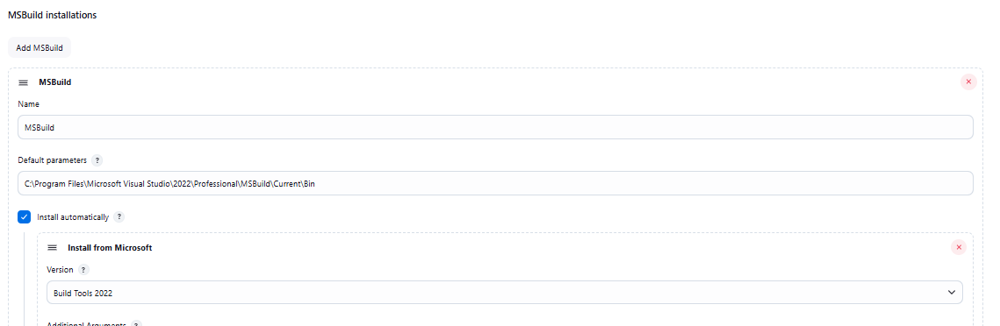 MSBuild installations
Add MSBuild
MSBuild
Name
MSBuild
Default parameters ?
C:\Program Files\Microsoft Visual Studio\2022\Professional\MSBuild\Current\Bin
Install automatically ?
Install from Microsoft
Version ?
Build Tools 2022
Additional Arguments ?